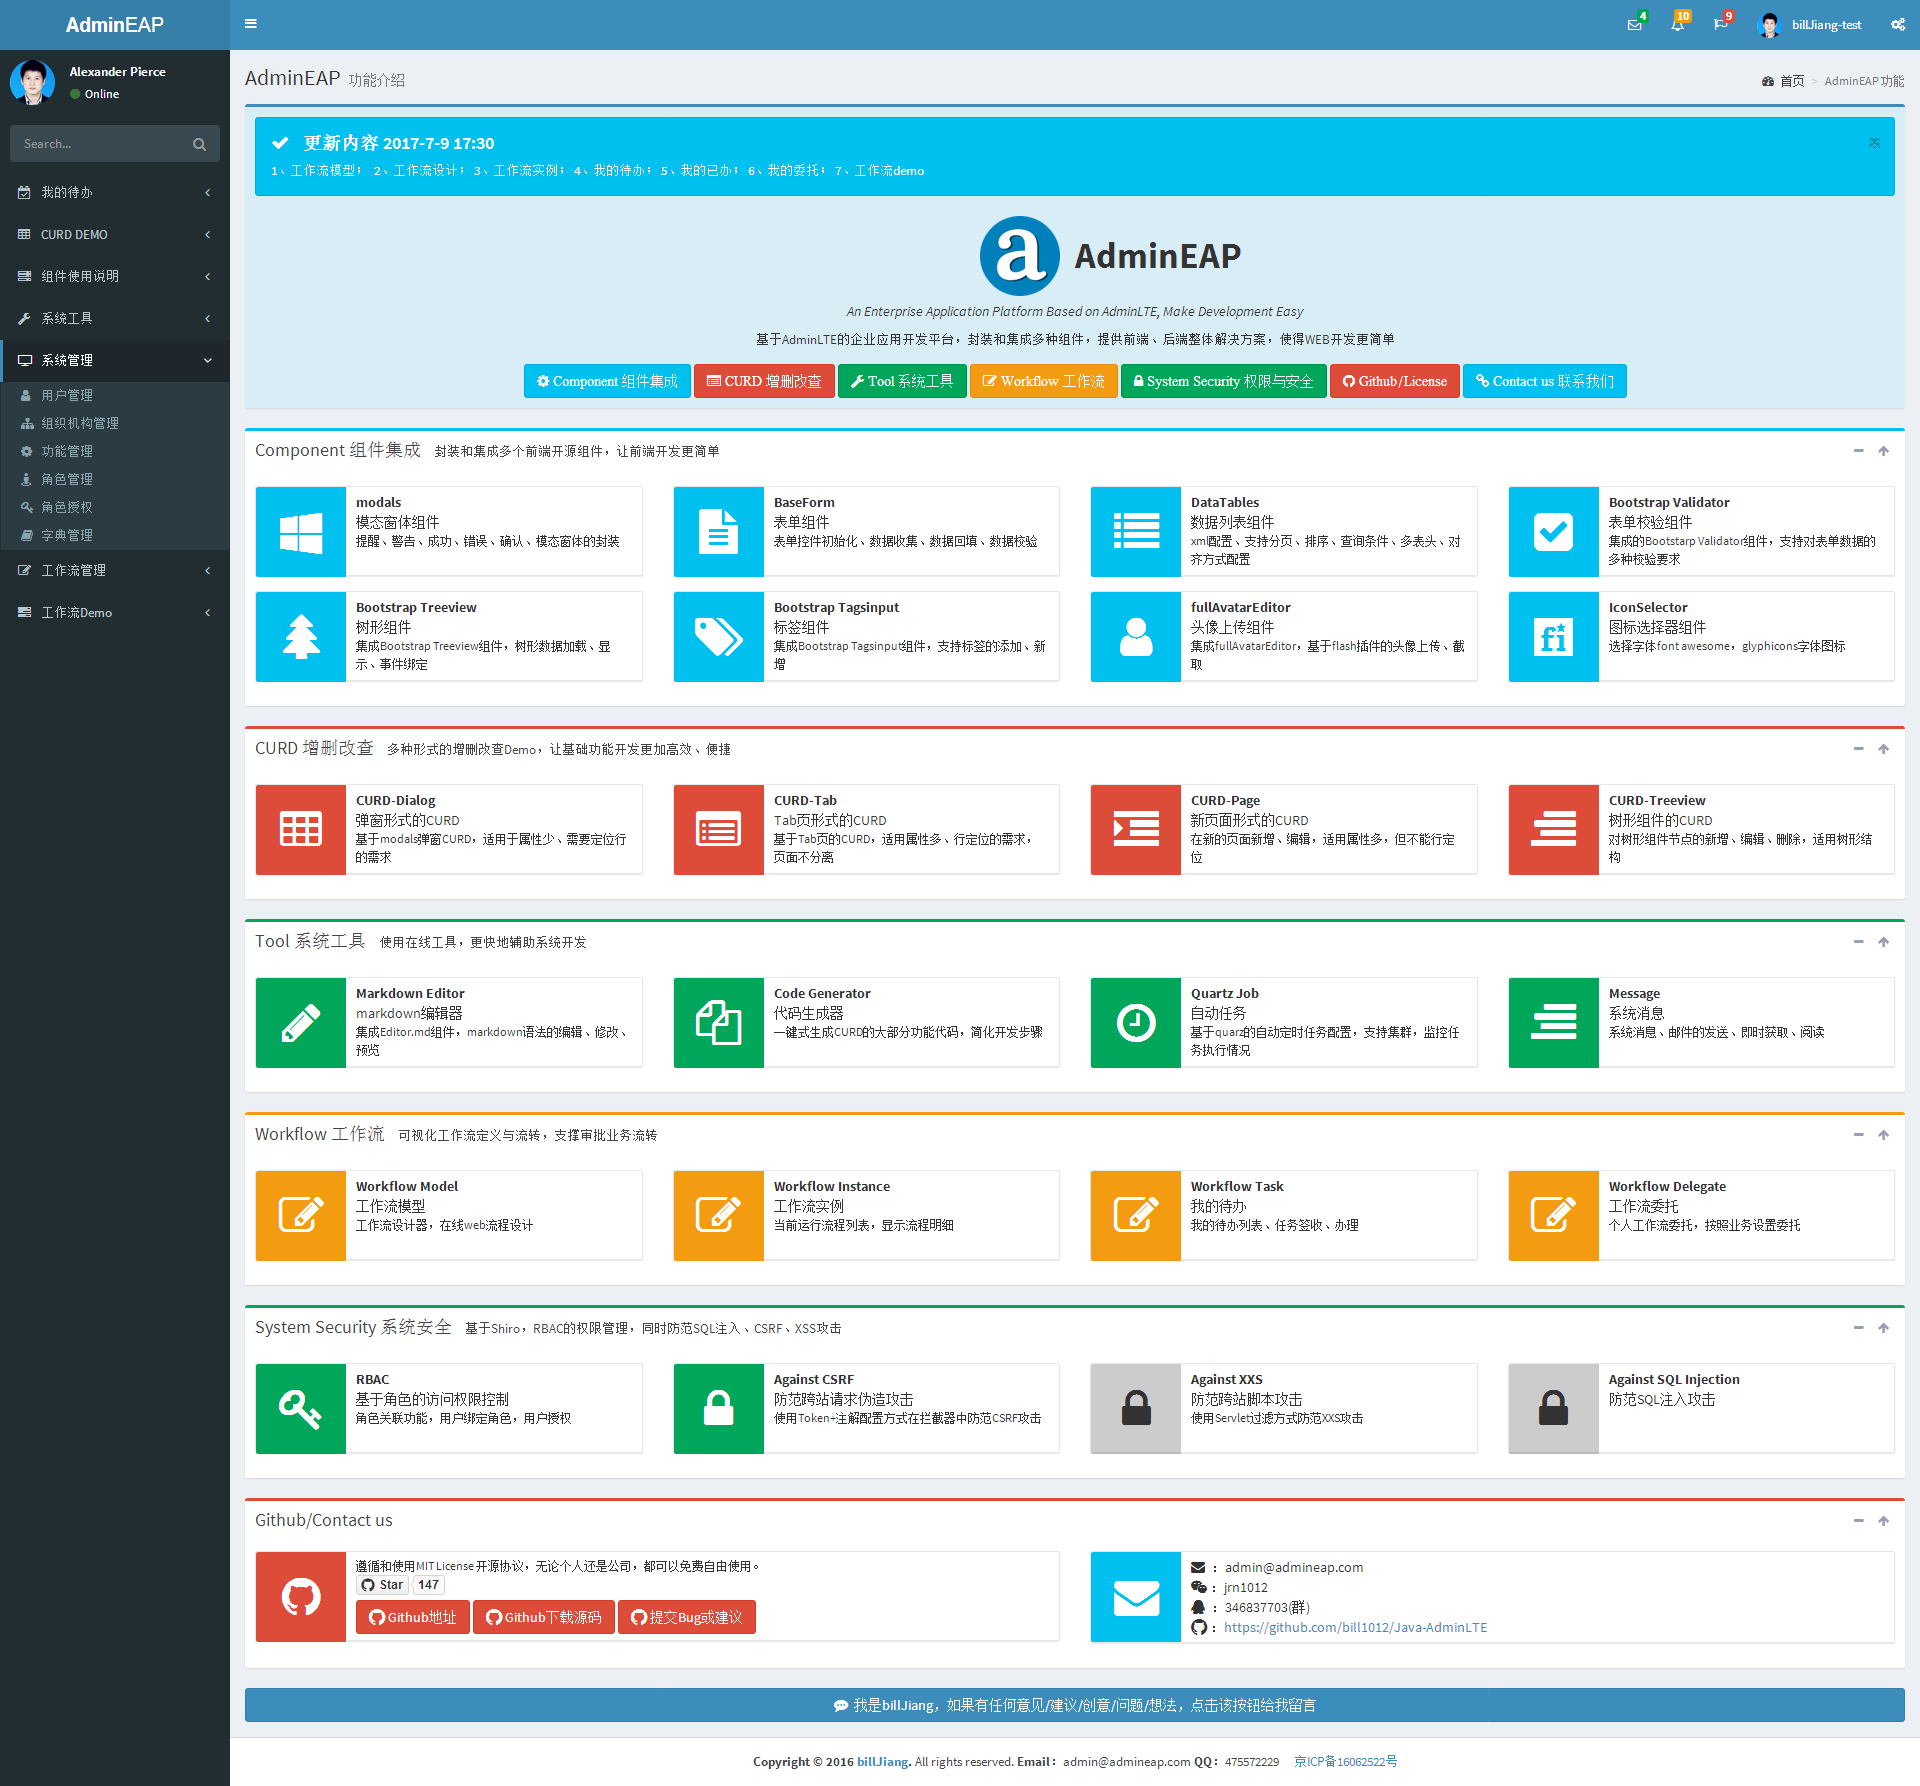 AdminEAP
4
10
9
billJiang-test
Alexander Pierce
Online
Search...
我的待办
CURD DEMO
组件使用说明
系统工具
系统管理
用户管理
组织机构管理
功能管理
角色管理
角色授权
字典管理
工作流管理
工作流Demo
AdminEAP 功能介绍
首页 > AdminEAP 功能
更新内容 2017-7-9 17:30
1、工作流模型； 2、工作流设计；3、工作流实例；4、我的待办；5、我的已办；6、我的委托；7、工作流demo
a AdminEAP
An Enterprise Application Platform Based on AdminLTE, Make Development Easy
基于AdminLTE的企业应用开发平台，封装和集成多种组件，提供前端、后端整体解决方案，使得WEB开发更简单
Component 组件集成 CURD 增删改查 Tool 系统工具 Workflow 工作流 System Security 权限与安全 Github/License Contact us 联系我们
Component 组件集成 封装和集成多个前端开源组件，让前端开发更简单
modals
模态窗体组件
提醒、警告、成功、错误、确认、模态窗体的封装
BaseForm
表单组件
表单控件初始化、数据收集、数据回填、数据校验
DataTables
数据列表组件
xml配置、支持分页、排序、查询条件、多表头、对
齐方式配置
Bootstrap Validator
表单校验组件
集成的Bootstarp Validator组件，支持对表单数据的
多种校验要求
Bootstrap Treeview
树形组件
集成Bootstrap Treeview组件，树形数据加载、显
示、事件绑定
Bootstrap Tagsinput
标签组件
集成Bootstrap Tagsinput组件，支持标签的添加、新
增
fullAvatarEditor
头像上传组件
集成fullAvatarEditor，基于flash插件的头像上传、截
取
IconSelector
图标选择器组件
选择字体font awesome，glyphicons字体图标
CURD 增删改查 多种形式的增删改查Demo，让基础功能开发更加高效、便捷
CURD-Dialog
弹窗形式的CURD
基于modals弹窗CURD，适用于属性少、需要定位行
的需求
CURD-Tab
Tab页形式的CURD
基于Tab页的CURD，适用属性多、行定位的需求，
页面不分离
CURD-Page
新页面形式的CURD
在新的页面新增、编辑，适用属性多，但不能行定
位
CURD-Treeview
树形组件的CURD
对树形组件节点的新增、编辑、删除，适用树形结
构
Tool 系统工具 使用在线工具，更快地辅助系统开发
Markdown Editor
markdown编辑器
集成Editor.md组件，markdown语法的编辑、修改、
预览
Code Generator
代码生成器
一键式生成CURD的大部分功能代码，简化开发步骤
Quartz Job
自动任务
基于quarz的自动定时任务配置，支持集群，监控任
务执行情况
Message
系统消息
系统消息、邮件的发送、即时获取、阅读
Workflow 工作流 可视化工作流定义与流转，支撑审批业务流转
Workflow Model
工作流模型
工作流设计器，在线web流程设计
Workflow Instance
工作流实例
当前运行流程列表，显示流程明细
Workflow Task
我的待办
我的待办列表、任务签收、办理
Workflow Delegate
工作流委托
个人工作流委托，按照业务设置委托
System Security 系统安全 基于Shiro，RBAC的权限管理，同时防范SQL注入、CSRF、XSS攻击
RBAC
基于角色的访问权限控制
角色关联功能，用户绑定角色，用户授权
Against CSRF
防范跨站请求伪造攻击
使用Token+注解配置方式在拦截器中防范CSRF攻击
Against XXS
防范跨站脚本攻击
使用Servlet过滤方式防范XXS攻击
Against SQL Injection
防范SQL注入攻击
Github/Contact us
遵循和使用MIT License 开源协议，无论个人还是公司，都可以免费自由使用。
Star 147
Github地址 Github下载源码 提交Bug或建议
：admin@admineap.com
：jrn1012
：346837703(群)
：https://github.com/bill1012/Java-AdminLTE
我是billJiang，如果有任何意见/建议/创意/问题/想法，点击该按钮给我留言
Copyright © 2016 billJiang. All rights reserved. Email：admin@admineap.com QQ：475572229 京ICP备16062522号